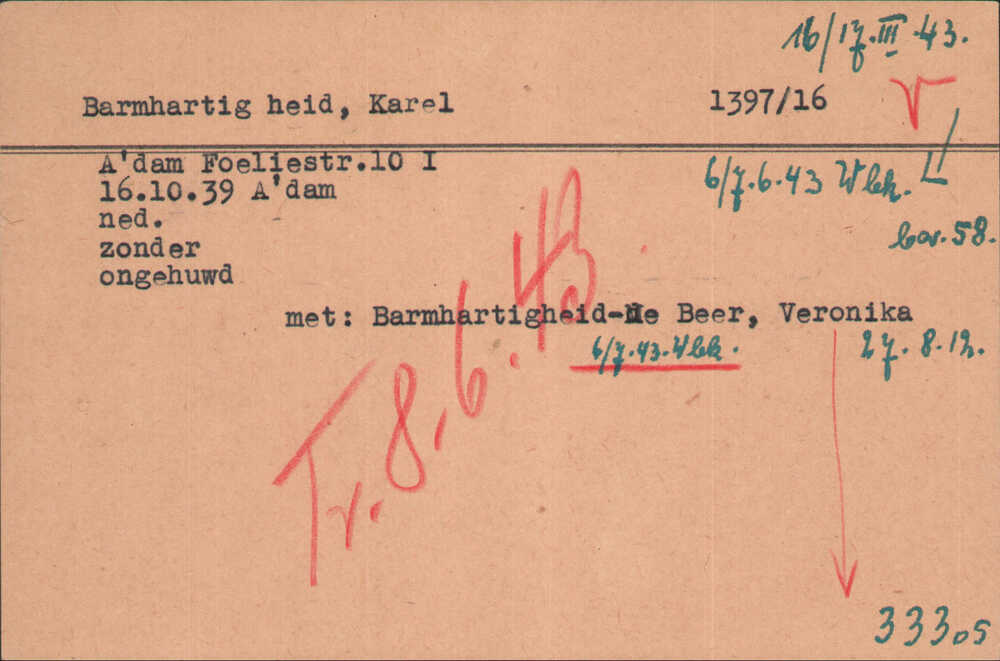 16/17.III.43.
Barmhartig heid, Karel 1397/16
A'dam Foeliestr.10 I
16.10.39 A'dam 6/7.6.43 Wbk.
ned. bar. 58.
zonder
ongehuwd
met: Barmhartigheid-De Beer, Veronika
6/7.43. Wbk. 27. 8. 12.
Tr. 8.6.43
33305